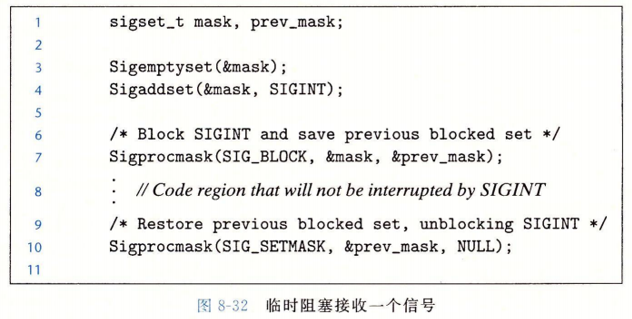 1 sigset_t mask, prev_mask;
2
3 Sigemptyset(&mask);
4 Sigaddset(&mask, SIGINT);
5
6 /* Block SIGINT and save previous blocked set */
7 Sigprocmask(SIG_BLOCK, &mask, &prev_mask);
8 ⋮ // Code region that will not be interrupted by SIGINT
9 /* Restore previous blocked set, unblocking SIGINT */
10 Sigprocmask(SIG_SETMASK, &prev_mask, NULL);
11
图 8-32 临时阻塞接收一个信号